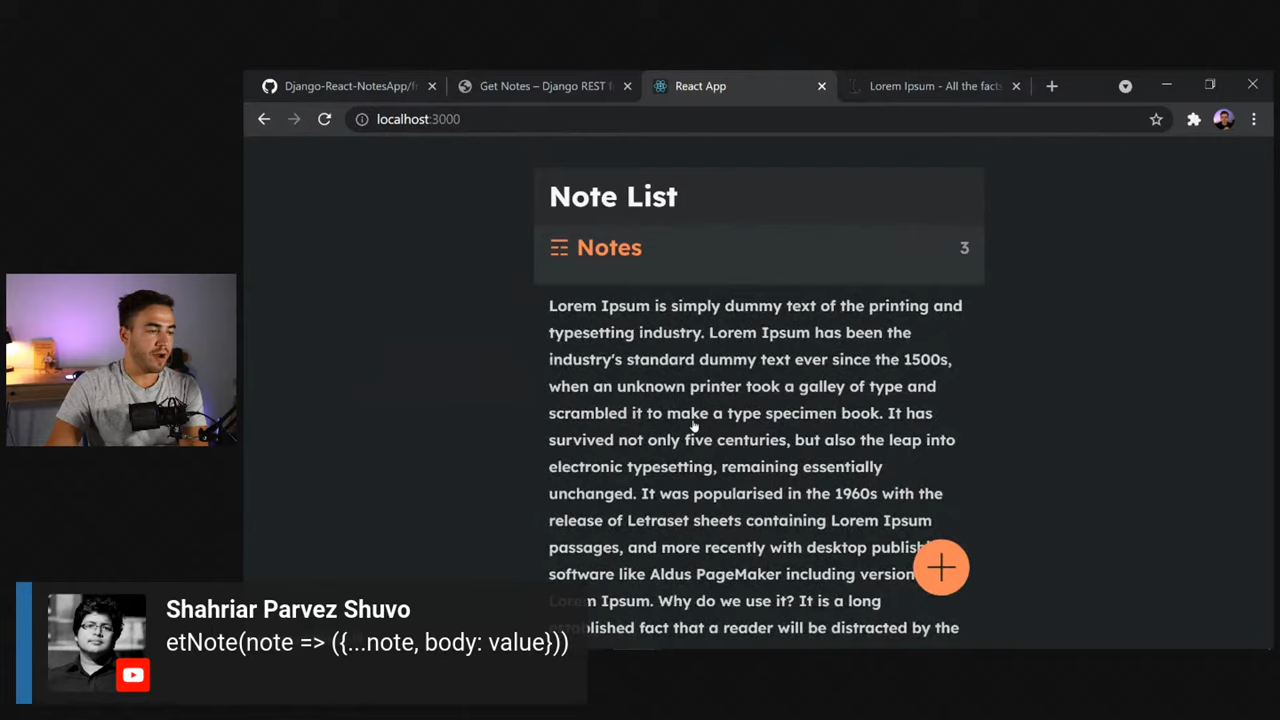 Django-React-NotesApp/fr
Get Notes – Django REST f
React App
Lorem Ipsum - All the facts
localhost:3000
Note List
Notes
3
Lorem Ipsum is simply dummy text of the printing and
typesetting industry. Lorem Ipsum has been the
industry's standard dummy text ever since the 1500s,
when an unknown printer took a galley of type and
scrambled it to make a type specimen book. It has
survived not only five centuries, but also the leap into
electronic typesetting, remaining essentially
unchanged. It was popularised in the 1960s with the
release of Letraset sheets containing Lorem Ipsum
passages, and more recently with desktop publish
software like Aldus PageMaker including version
Lorem Ipsum. Why do we use it? It is a long
established fact that a reader will be distracted by the
Shahriar Parvez Shuvo
etNote(note => ({...note, body: value}))